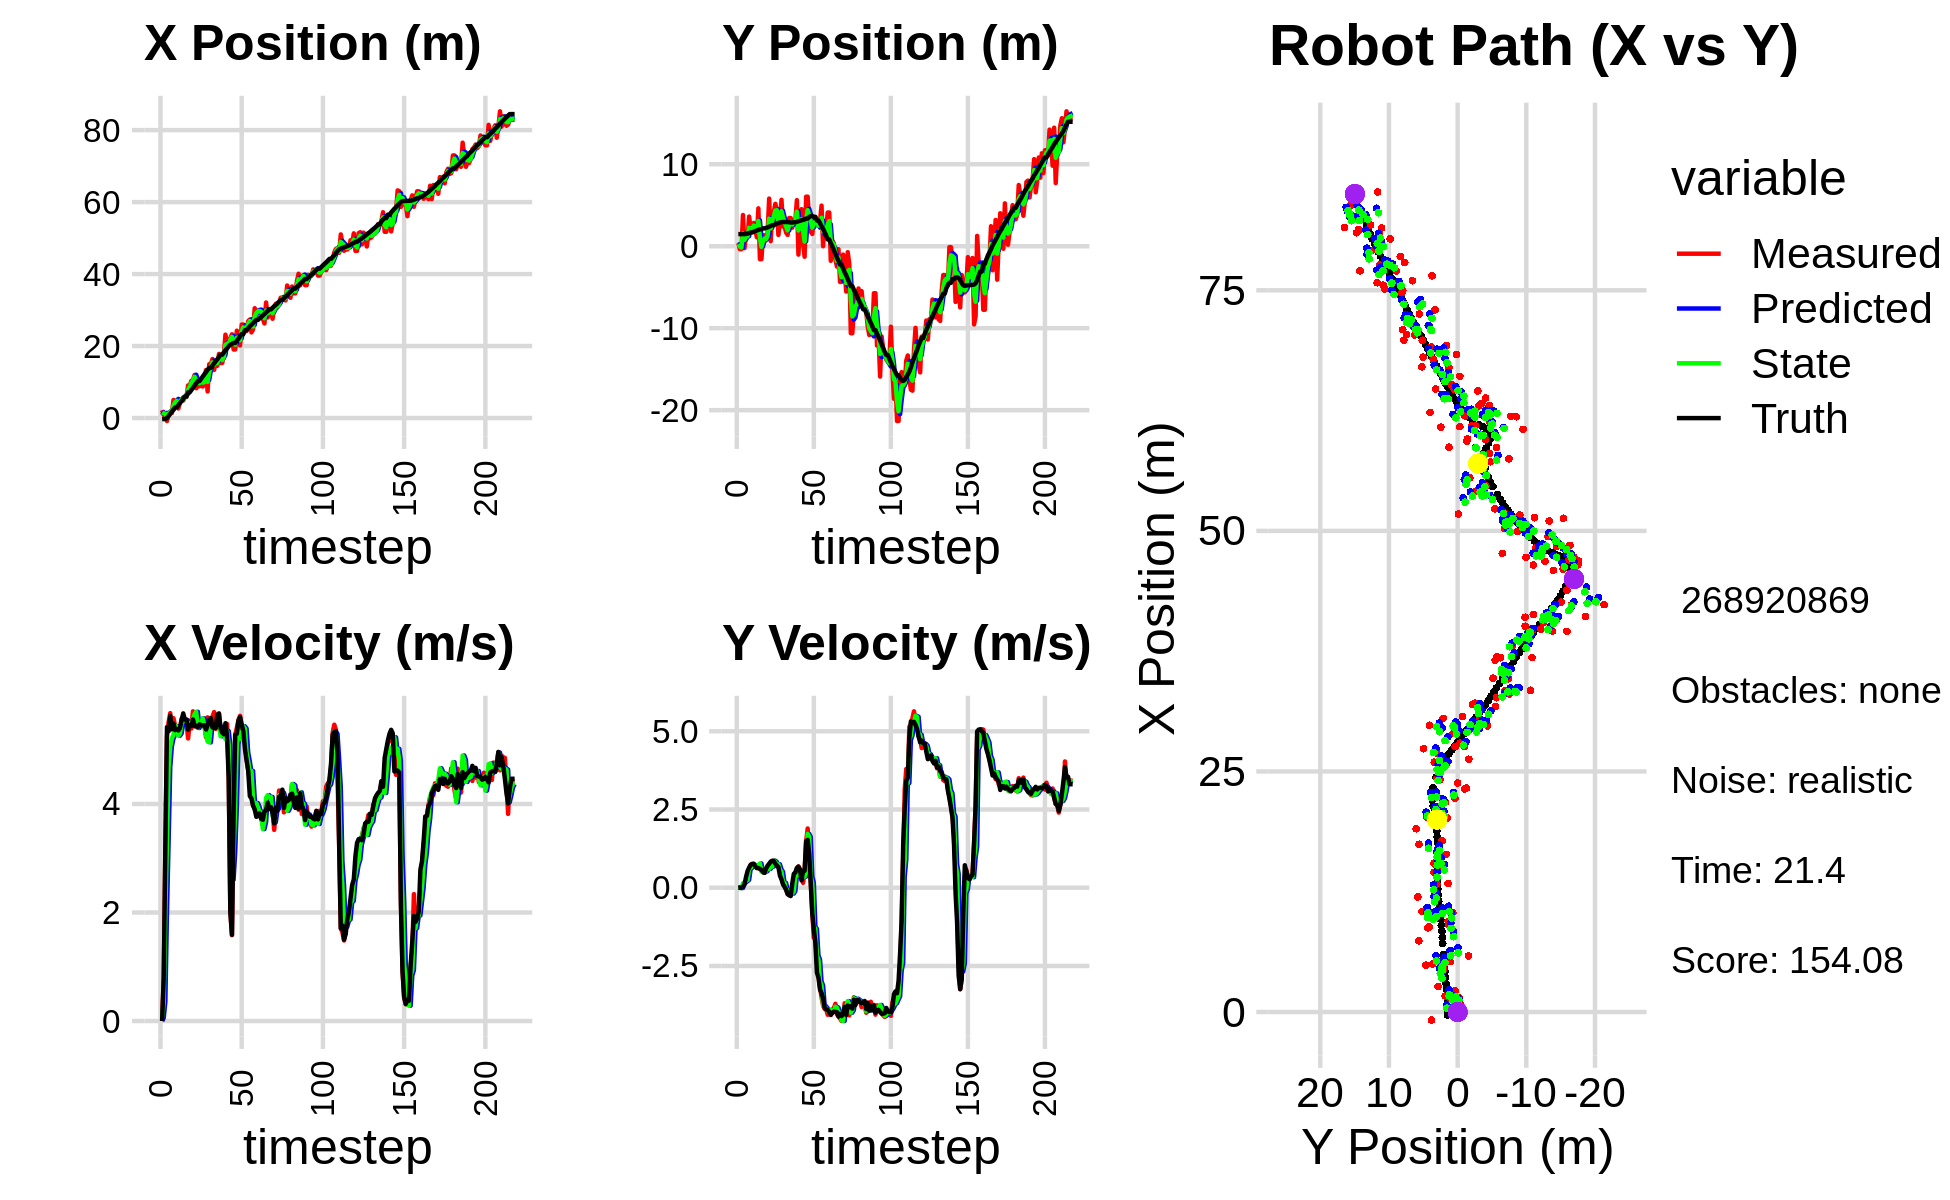 X Position (m)
80
60
40
20
0
0
50
100
150
200
timestep
Y Position (m)
10
0
-10
-20
0
50
100
150
200
timestep
X Velocity (m/s)
4
2
0
0
50
100
150
200
timestep
Y Velocity (m/s)
5.0
2.5
0.0
-2.5
0
50
100
150
200
timestep
Robot Path (X vs Y)
X Position (m)
75
50
25
0
20 10 0 -10 -20
Y Position (m)
variable
Measured
Predicted
State
Truth
268920869
Obstacles: none
Noise: realistic
Time: 21.4
Score: 154.08